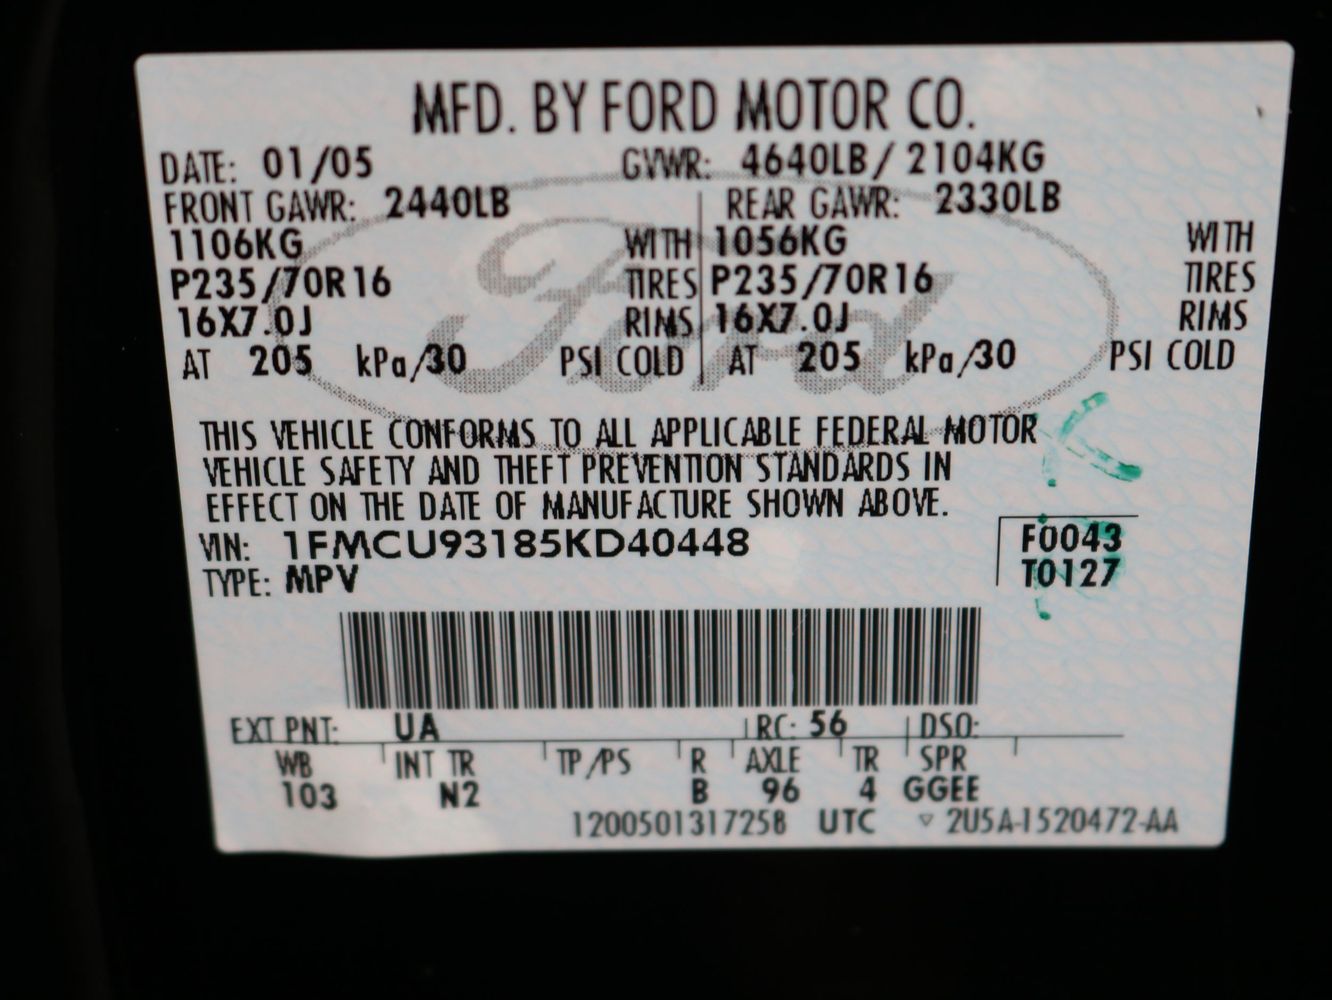 MFD. BY FORD MOTOR CO.
DATE: 01/05 GVWR: 4640LB / 2104KG
FRONT GAWR: 2440LB REAR GAWR: 2330LB
1106KG WITH 1056KG WITH
P235/70R16 TIRES P235/70R16 TIRES
16X7.0J RIMS 16X7.0J RIMS
AT 205 kPa/30 PSI COLD AT 205 kPa/30 PSI COLD
Ford
THIS VEHICLE CONFORMS TO ALL APPLICABLE FEDERAL MOTOR
VEHICLE SAFETY AND THEFT PREVENTION STANDARDS IN
EFFECT ON THE DATE OF MANUFACTURE SHOWN ABOVE.
VIN: 1FMCU93185KD40448 F0043
TYPE: MPV T0127
EXT PNT: UA RC: 56 DSO:
WB INT TR TP/PS R AXLE TR SPR
103 N2 B 96 4 GGEE
1200501317258 UTC ▽ 2U5A-1520472-AA